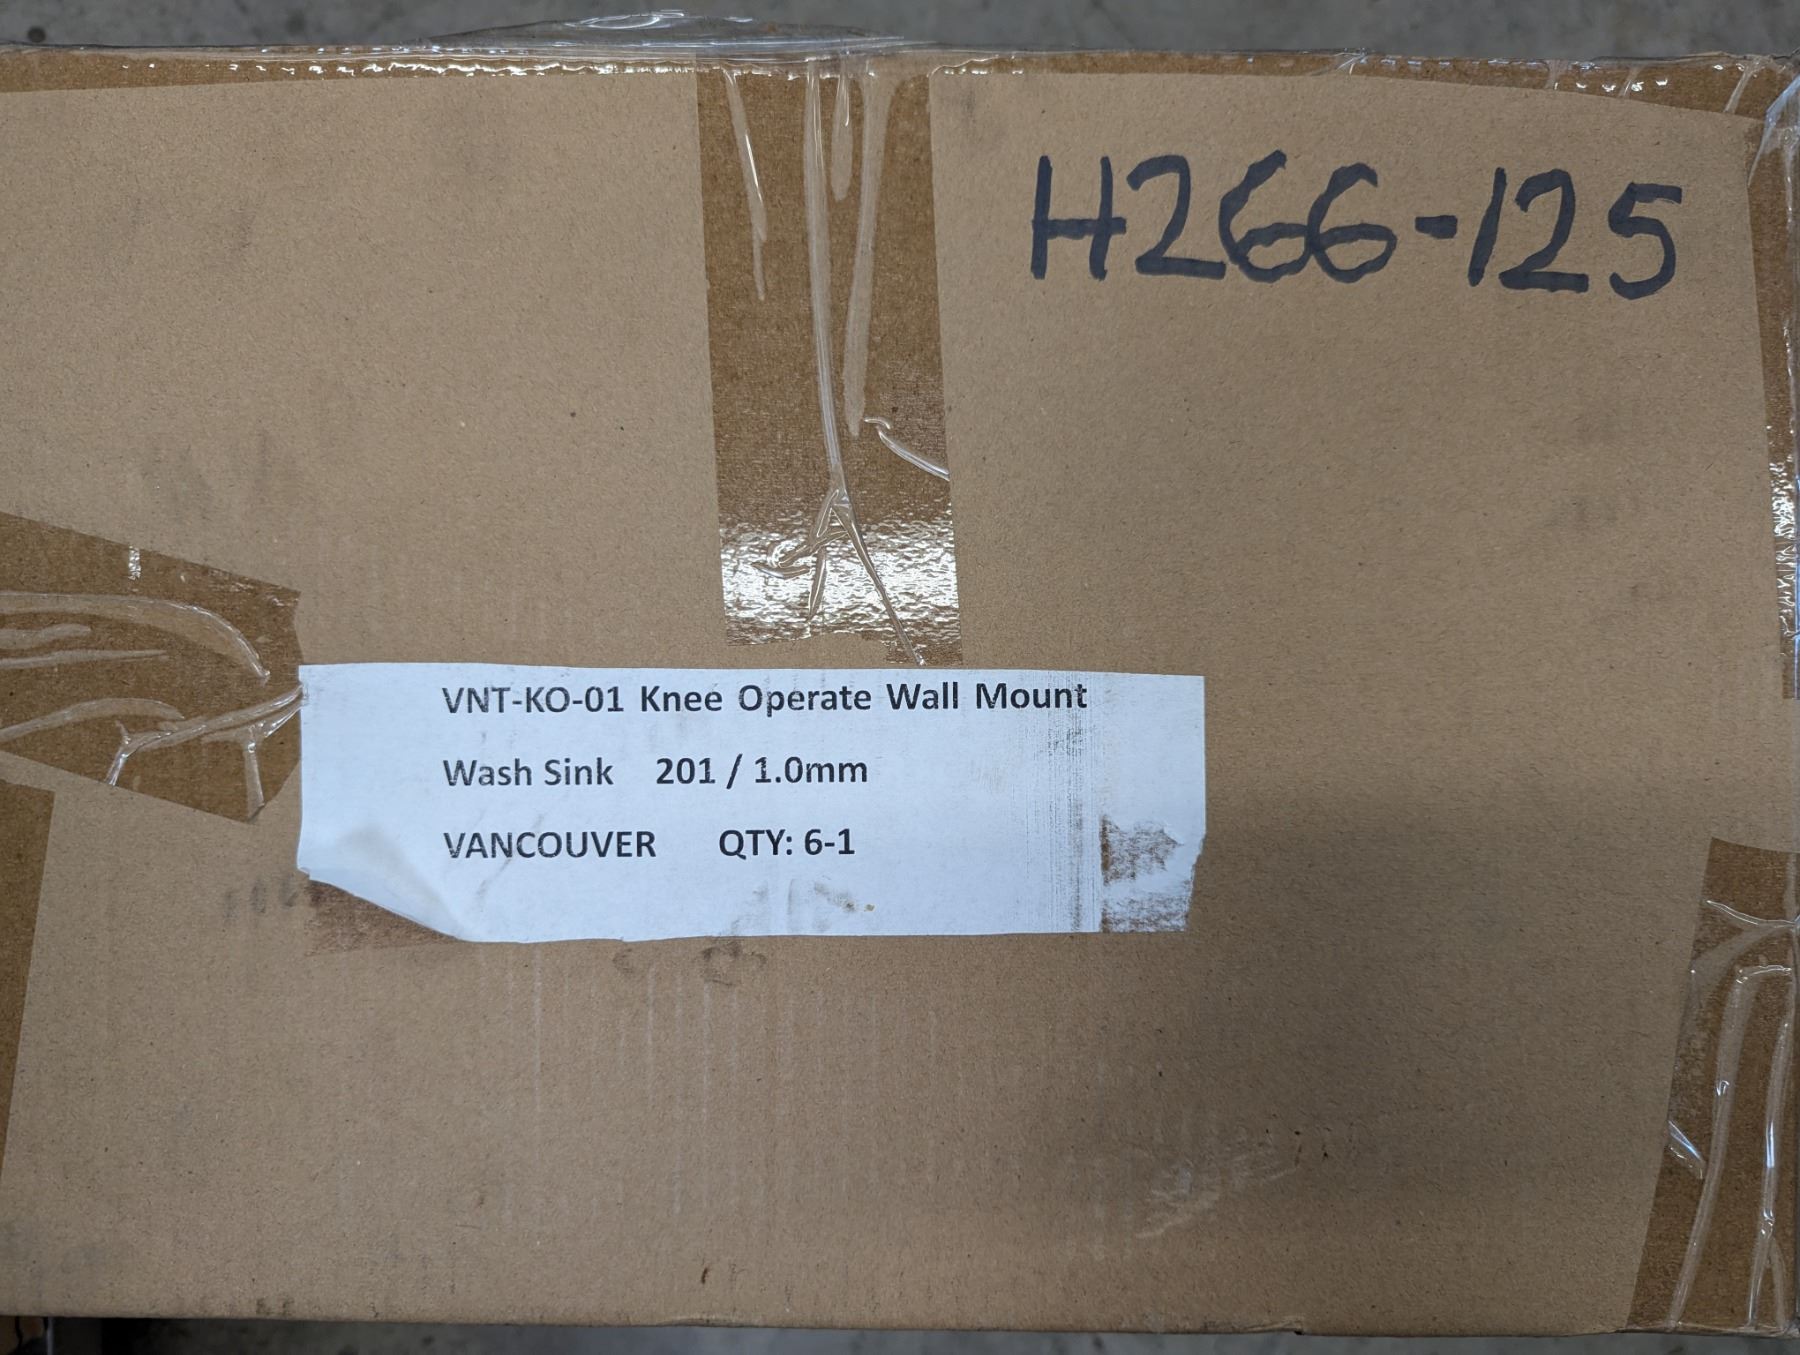 H266-125
VNT-KO-01 Knee Operate Wall Mount
Wash Sink 201 / 1.0mm
VANCOUVER QTY: 6-1